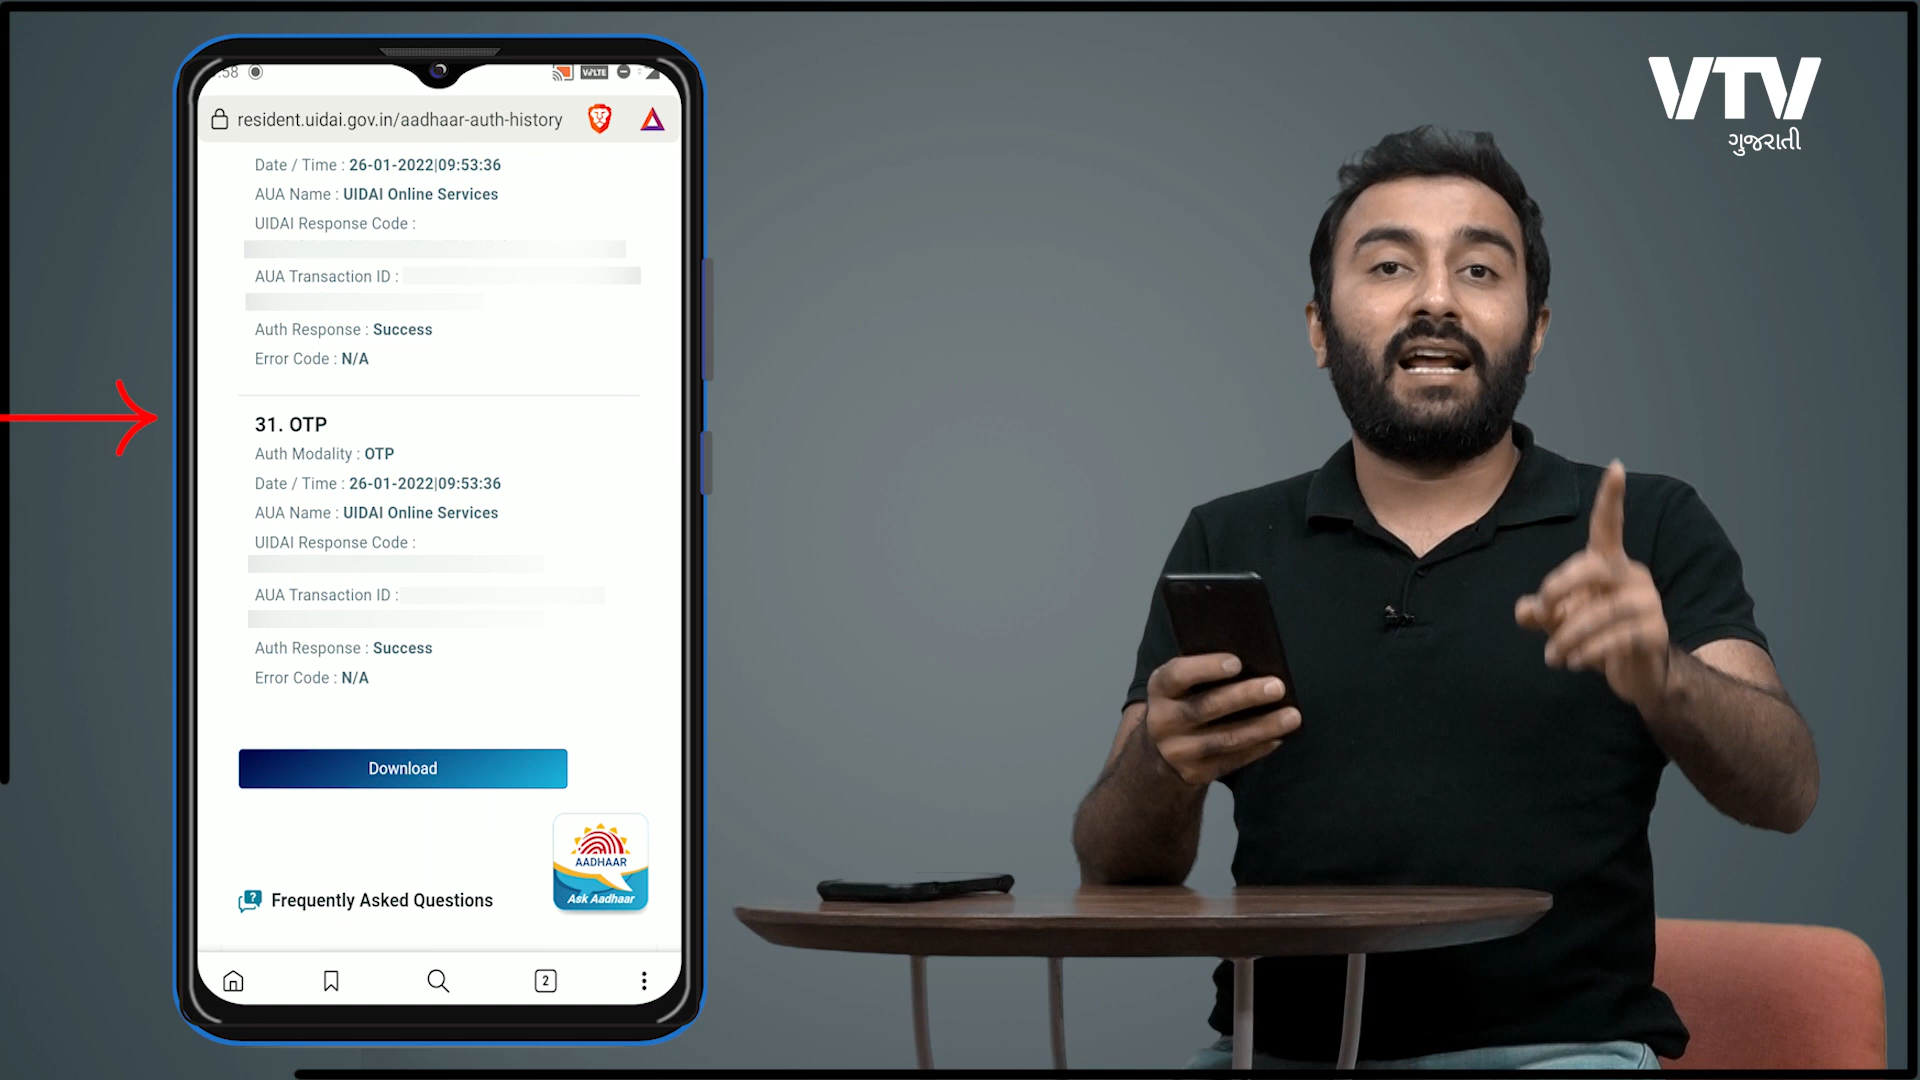 :58
VoLTE
resident.uidai.gov.in/aadhaar-auth-history
Date / Time : 26-01-2022|09:53:36
AUA Name : UIDAI Online Services
UIDAI Response Code :
AUA Transaction ID :
Auth Response : Success
Error Code : N/A
31. OTP
Auth Modality : OTP
Date / Time : 26-01-2022|09:53:36
AUA Name : UIDAI Online Services
UIDAI Response Code :
AUA Transaction ID :
Auth Response : Success
Error Code : N/A
Download
AADHAAR
Ask Aadhaar
Frequently Asked Questions
2
VTV
ગુજરાતી